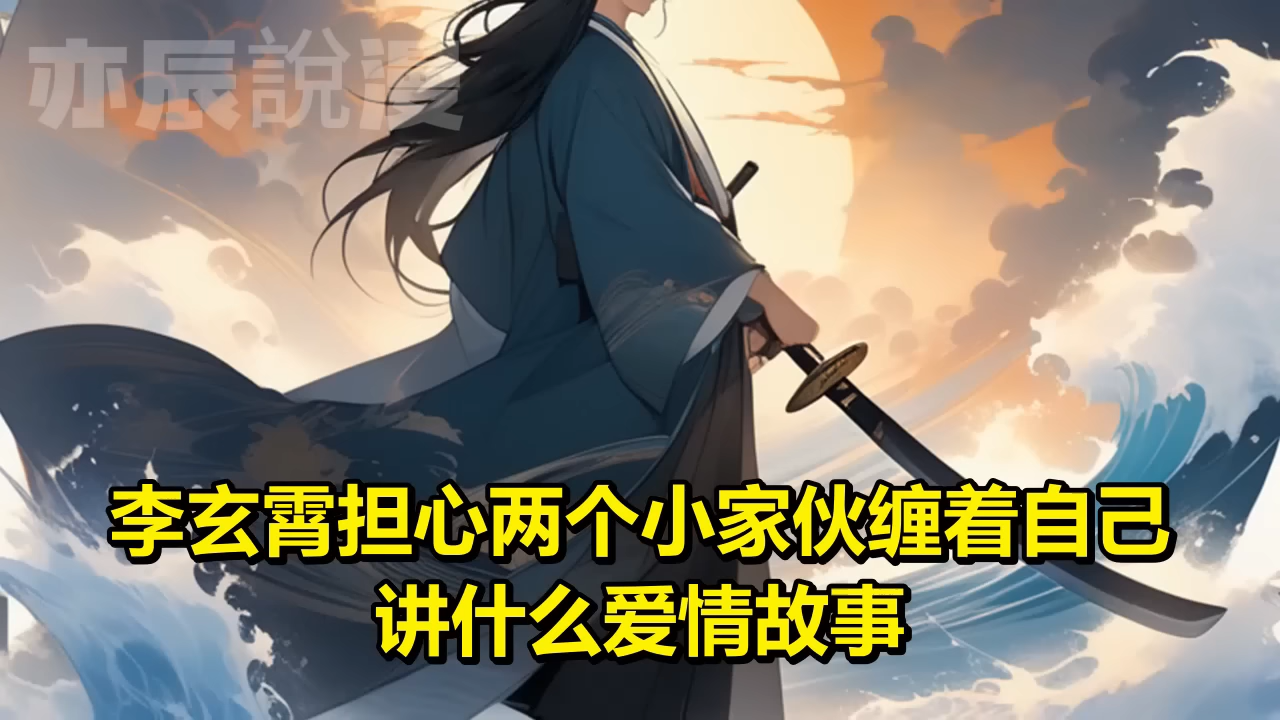 亦辰說漫
李玄霄担心两个小家伙缠着自己
讲什么爱情故事